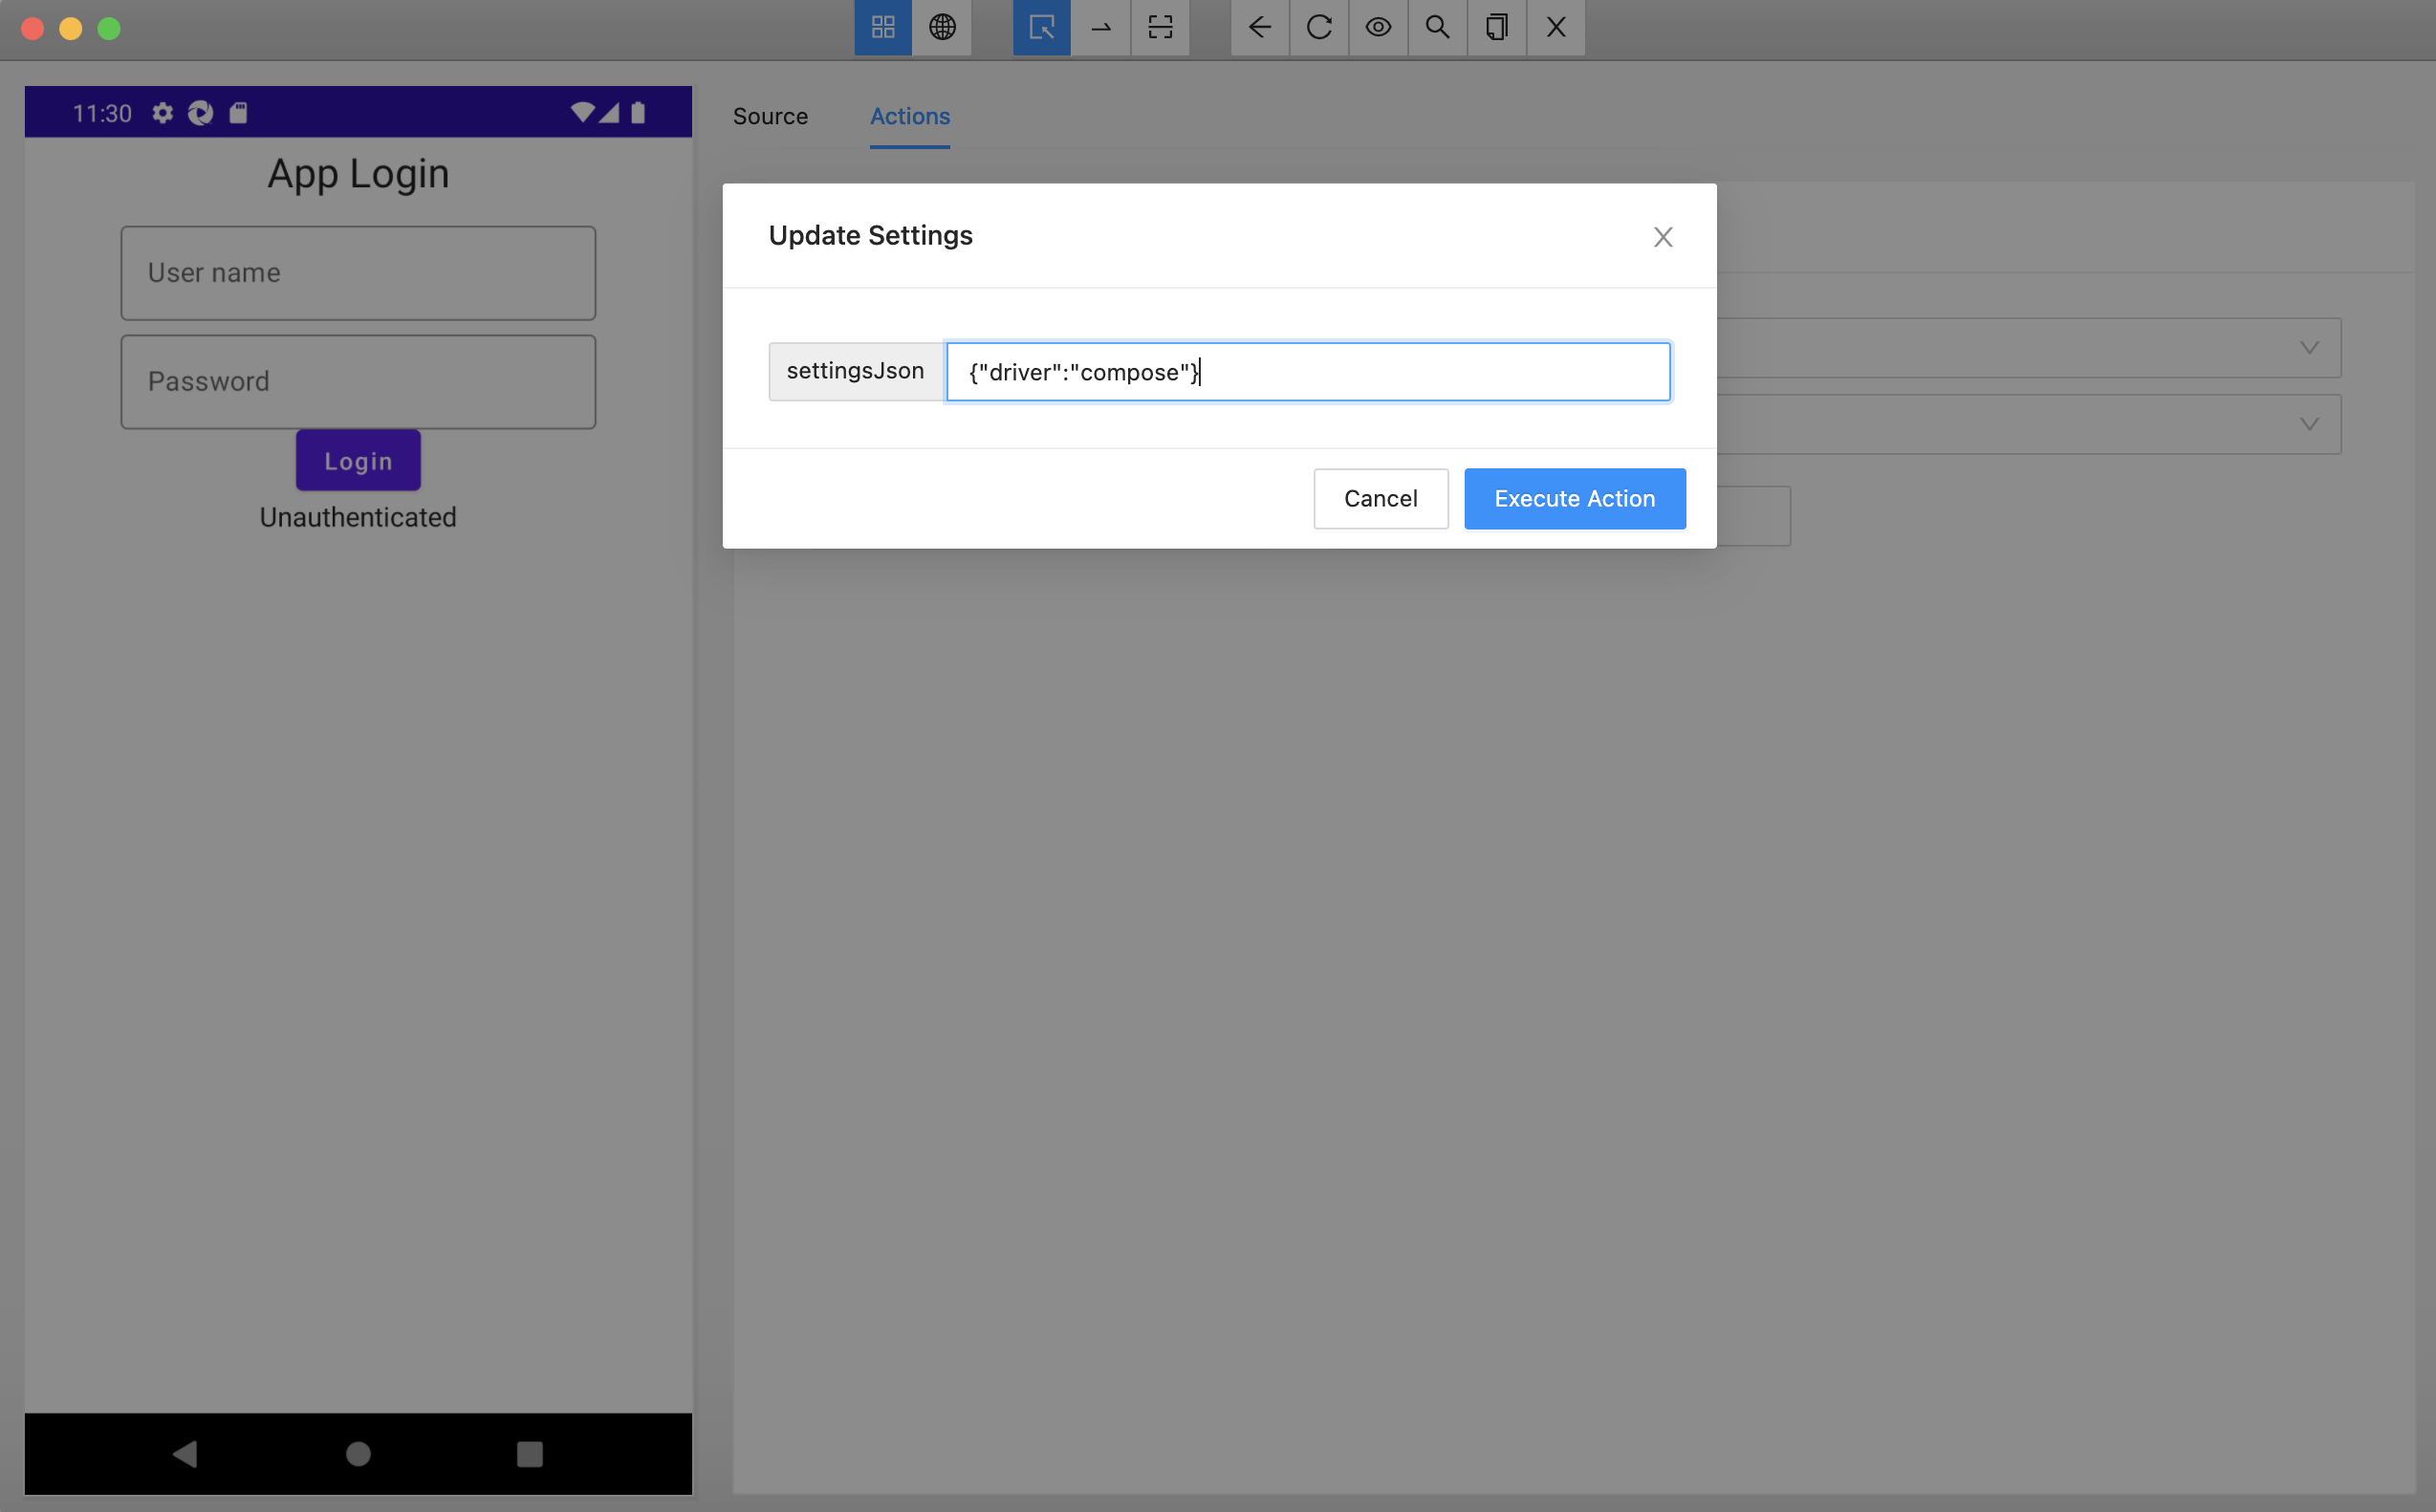 11:30
App Login
User name
Password
Login
Unauthenticated
Source Actions
Update Settings
settingsJson {"driver":"compose"}
Cancel Execute Action